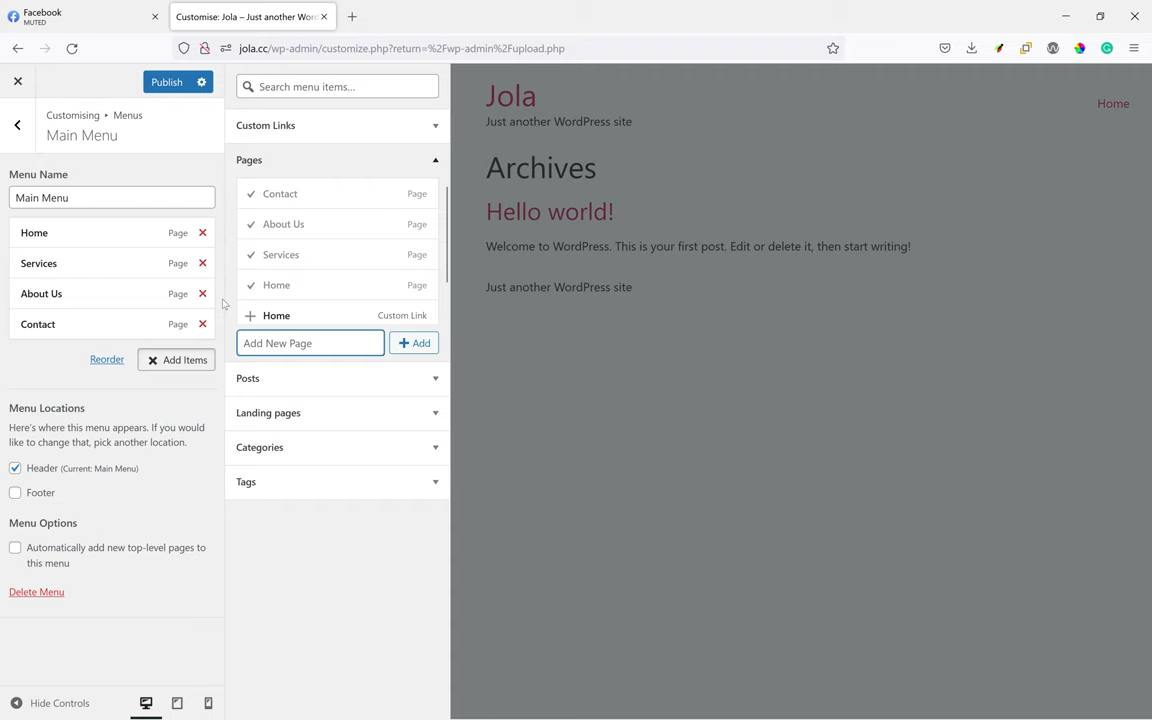 Facebook
MUTED
Customise: Jola – Just another Word
jola.cc/wp-admin/customize.php?return=%2Fwp-admin%2Fupload.php
Publish
Customising ▸ Menus
Main Menu
Menu Name
Main Menu
Home Page
Services Page
About Us Page
Contact Page
Reorder
Add Items
Menu Locations
Here's where this menu appears. If you would
like to change that, pick another location.
Header (Current: Main Menu)
Footer
Menu Options
Automatically add new top-level pages to
this menu
Delete Menu
Hide Controls
Search menu items...
Custom Links
Pages
Contact Page
About Us Page
Services Page
Home Page
Home Custom Link
Add New Page
Add
Posts
Landing pages
Categories
Tags
Jola
Just another WordPress site
Home
Archives
Hello world!
Welcome to WordPress. This is your first post. Edit or delete it, then start writing!
Just another WordPress site